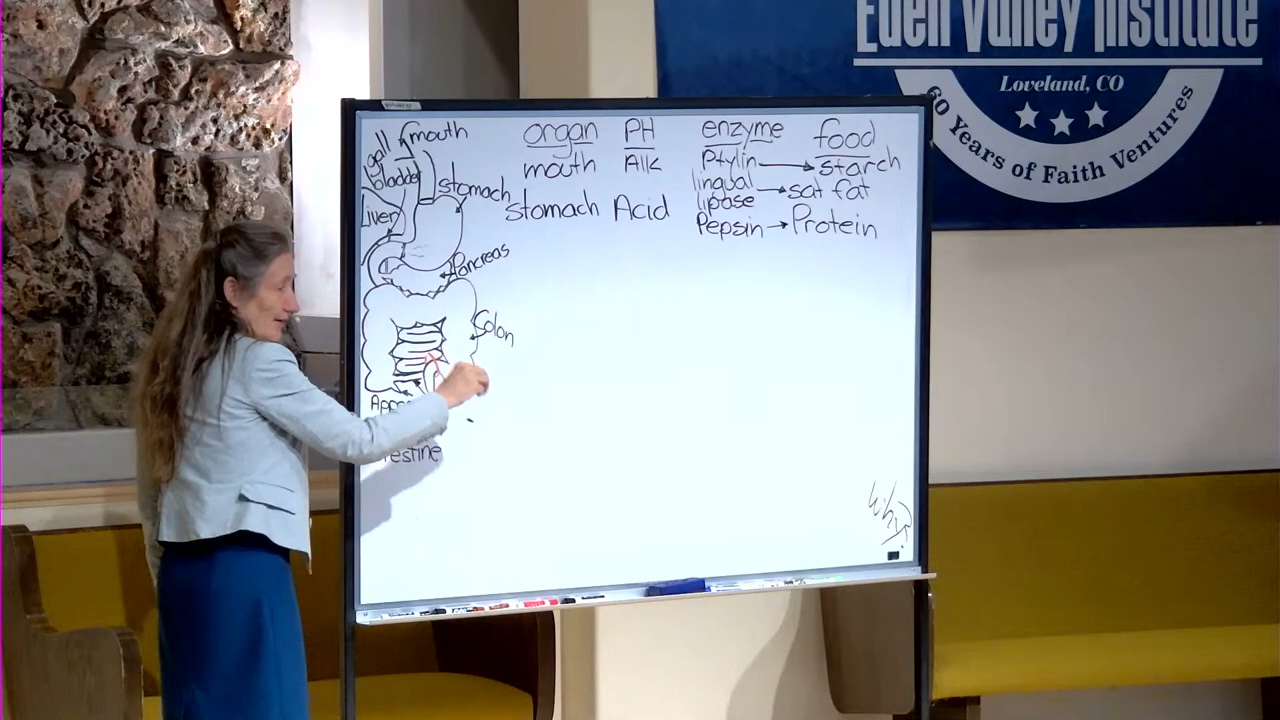 Eden Valley Institute
Loveland, CO
60 Years of Faith Ventures
mouth
gall
bladder
stomach
Liver
Pancreas
Colon
organ PH enzyme food
mouth Alk Ptylin → starch
lingual
lipase → sat fat
stomach Acid Pepsin → Protein
Why?